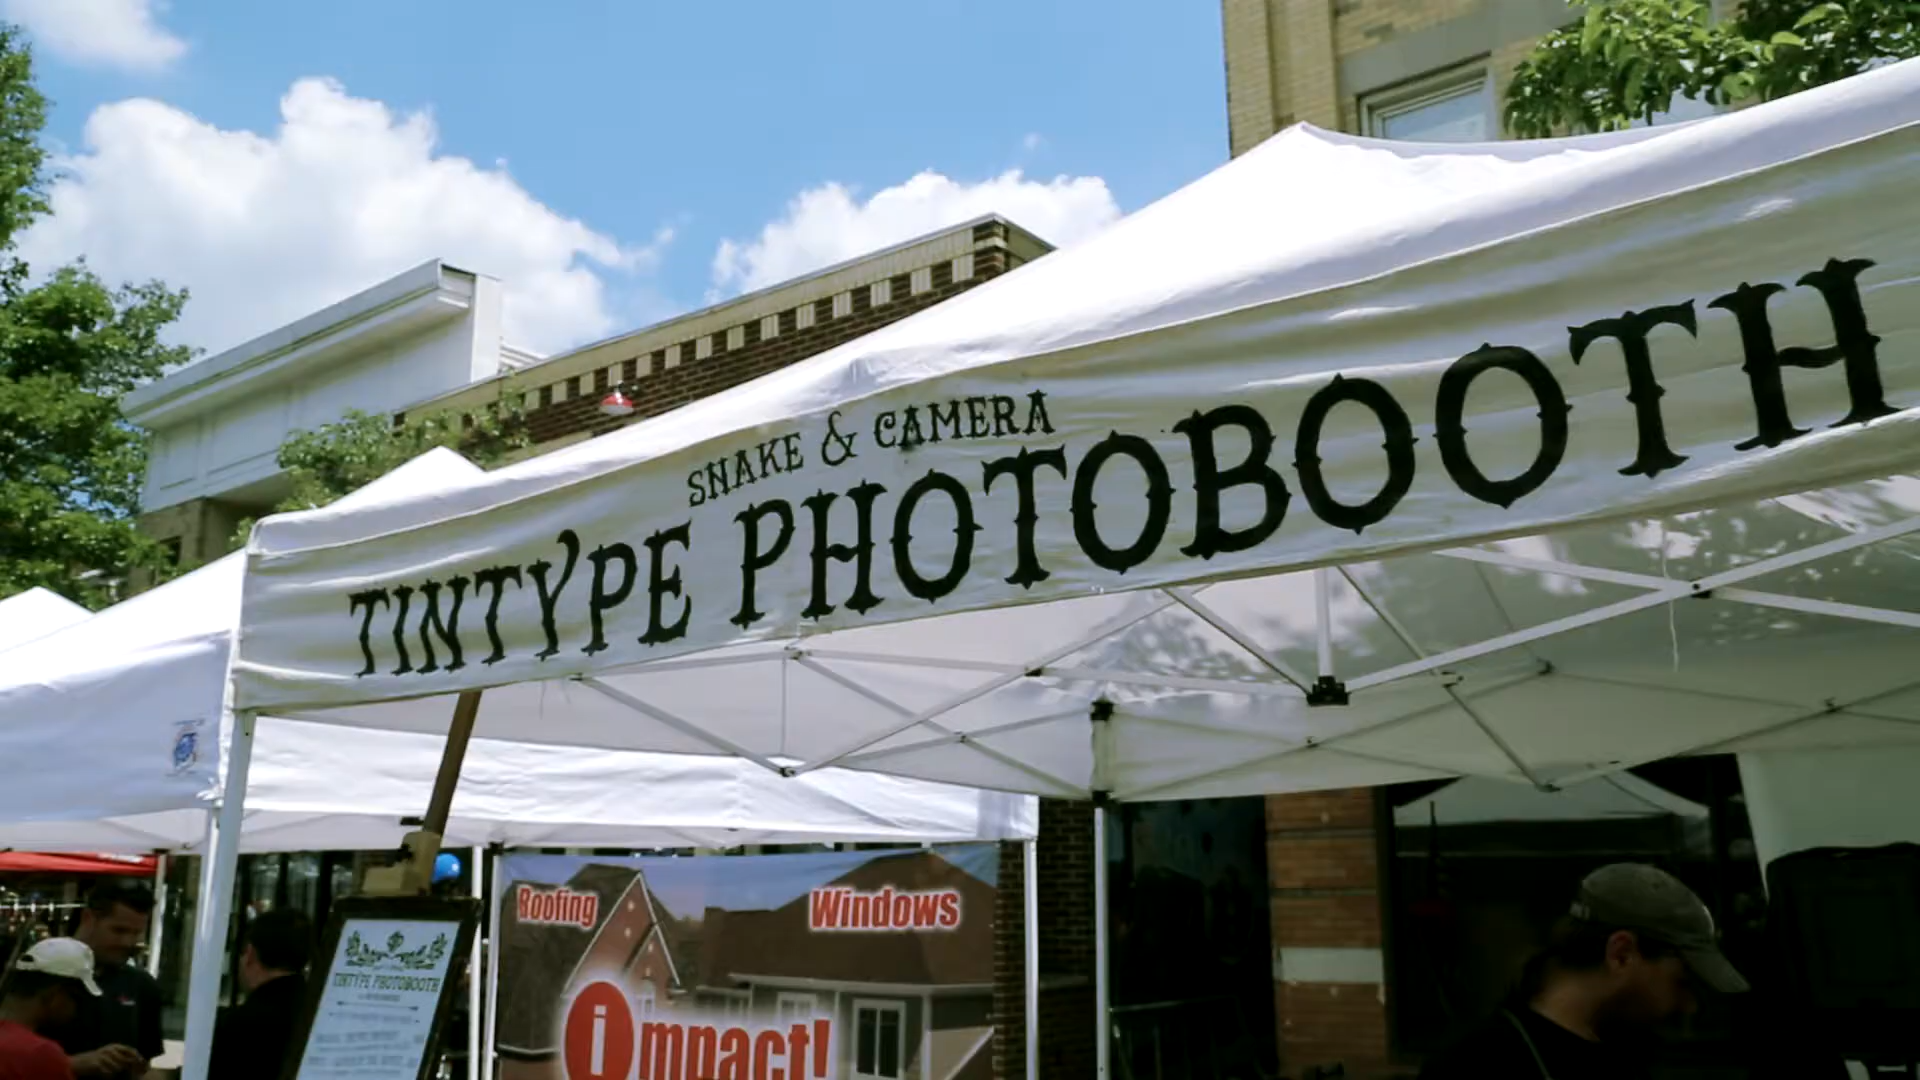 SNAKE & CAMERA
TINTYPE PHOTOBOOTH
Roofing
Windows
impact!
TINTYPE PHOTOBOOTH